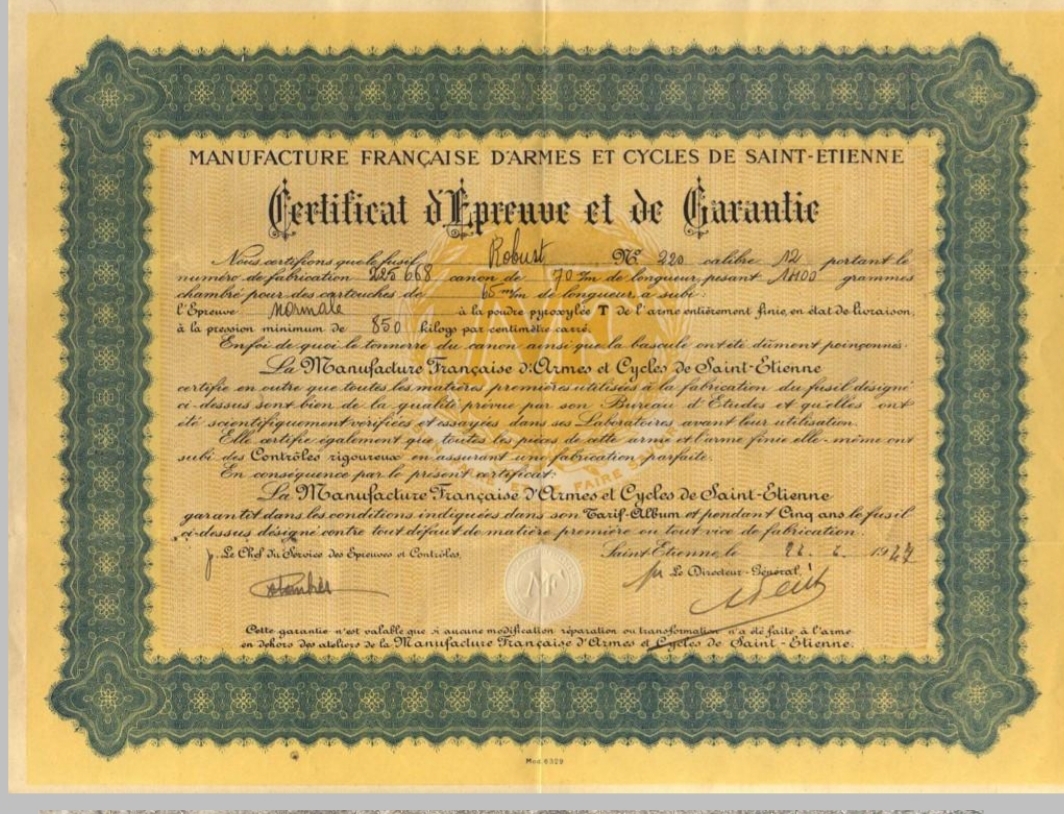 MANUFACTURE FRANÇAISE D'ARMES ET CYCLES DE SAINT-ETIENNE
Certificat d'Epreuve et de Garantie
Nous certifions que le fusil Robust No 220 calibre 12 portant le
numéro de fabrication 225 668 canon de 70 c/m de longueur pesant grammes
chambré pour des cartouches de 65 m/m de longueur a subi:
l'Epreuve normale à la poudre pyroxylée T de l'arme entièrement finie, en état de livraison,
à la pression minimum de 850 kilogs par centimètre carré.
En foi de quoi le tonnerre du canon ainsi que la bascule ont été dûment poinçonnés.
La Manufacture Française d'Armes et Cycles de Saint-Etienne
certifie en outre que toutes les matières premières utilisées à la fabrication du fusil désigné
ci-dessus sont bien de la qualité prévue par son Bureau d'Etudes et qu'elles ont
été scientifiquement vérifiées et essayées dans ses Laboratoires avant leur utilisation.
Elle certifie également que toutes les pièces de cette arme et l'arme finie elle-même ont
subi des Contrôles rigoureux en assurant une fabrication parfaite.
En conséquence par le présent certificat:
La Manufacture Française d'Armes et Cycles de Saint-Etienne
garantit dans les conditions indiquées dans son Tarif-Album et pendant Cinq ans le fusil
ci-dessus désigné contre tout défaut de matière première ou tout vice de fabrication.
p. Le Chef du Service des Epreuves et Contrôles, Saint-Etienne, le 6 19
Le Directeur-Général,
MF
Cette garantie n'est valable que si aucune modification réparation ou transformation n'a été faite à l'arme
en dehors des ateliers de la Manufacture Française d'Armes et Cycles de Saint-Etienne.
Mod. 6329